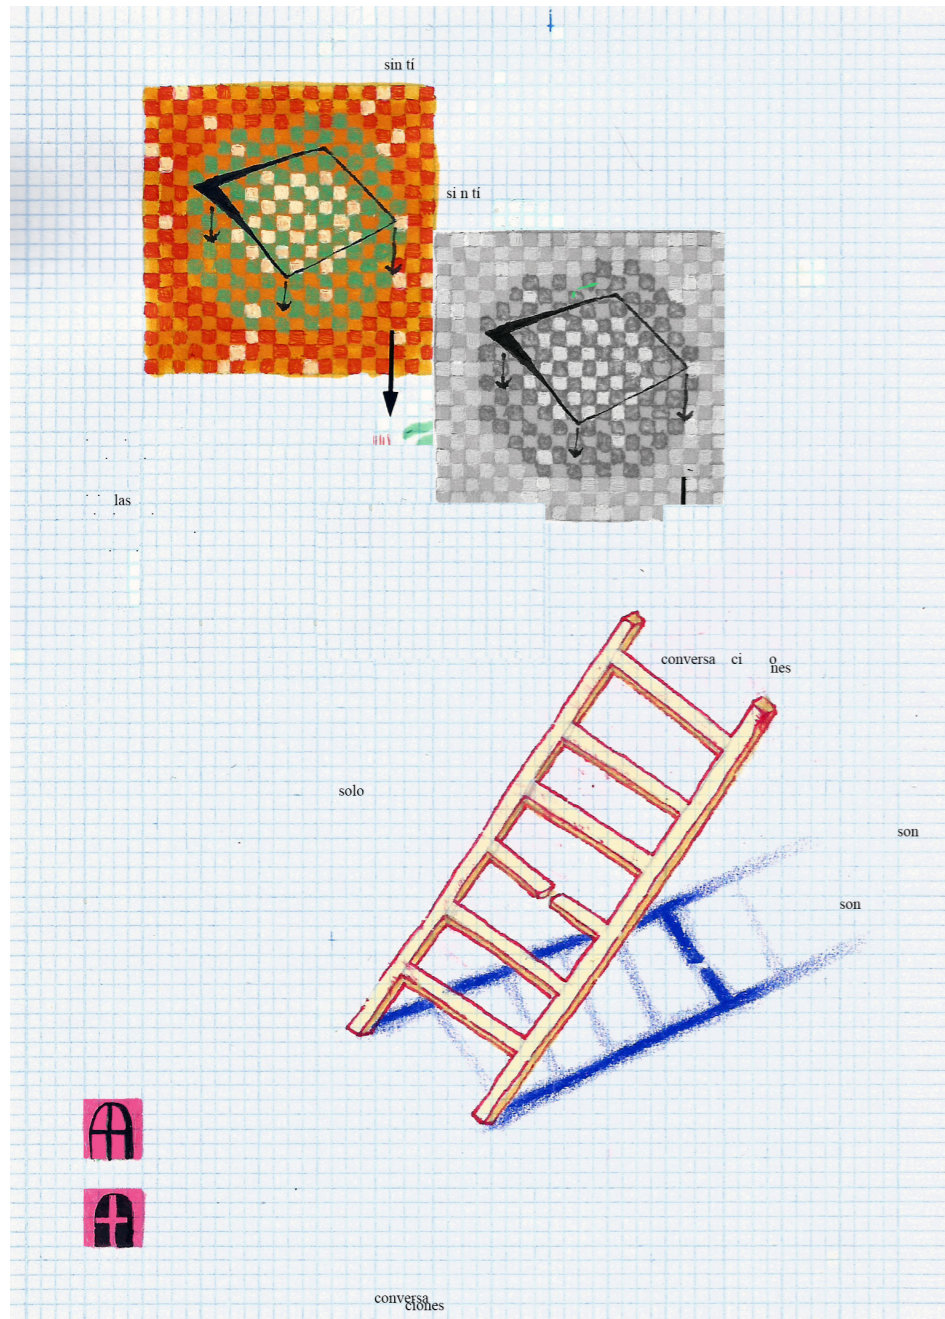 sin tí
si n tí
las
conversa ci o
nes
solo
son
son
conversa
ciones